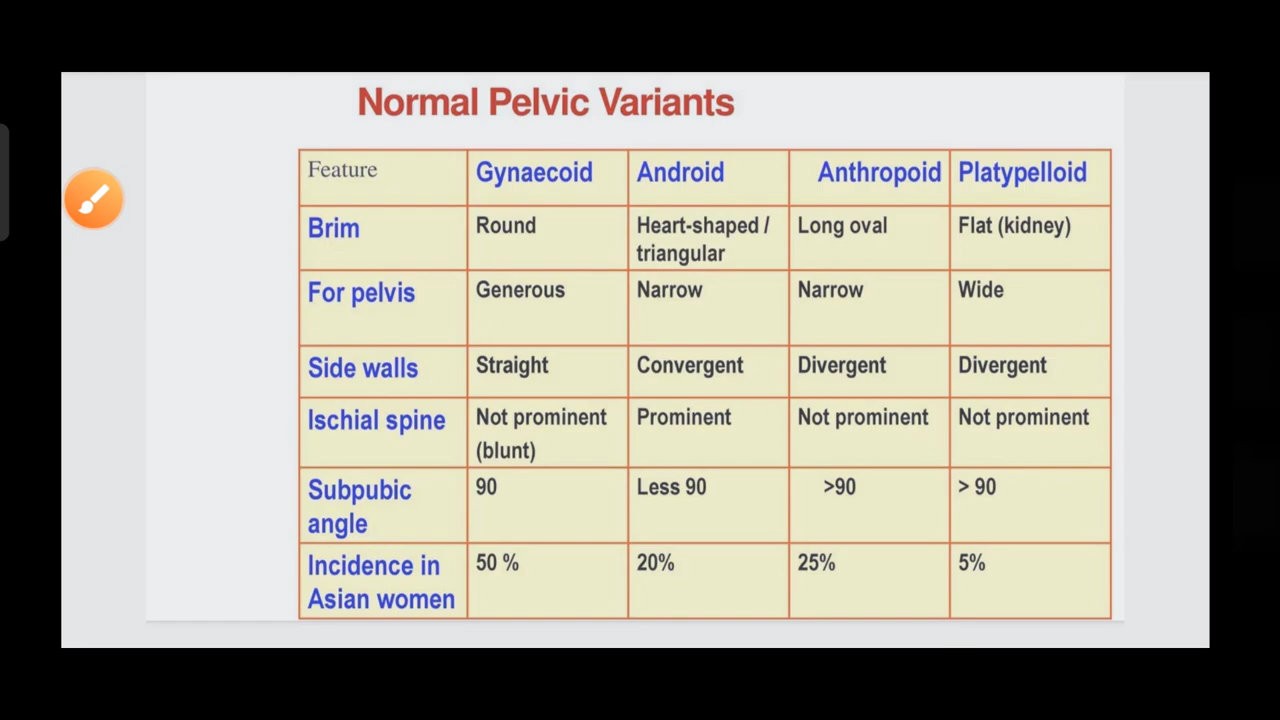 Normal Pelvic Variants
Feature Gynaecoid Android Anthropoid Platypelloid
Brim Round Heart-shaped / Long oval Flat (kidney)
triangular
For pelvis Generous Narrow Narrow Wide
Side walls Straight Convergent Divergent Divergent
Ischial spine Not prominent Prominent Not prominent Not prominent
(blunt)
Subpubic 90 Less 90 >90 > 90
angle
Incidence in 50 % 20% 25% 5%
Asian women